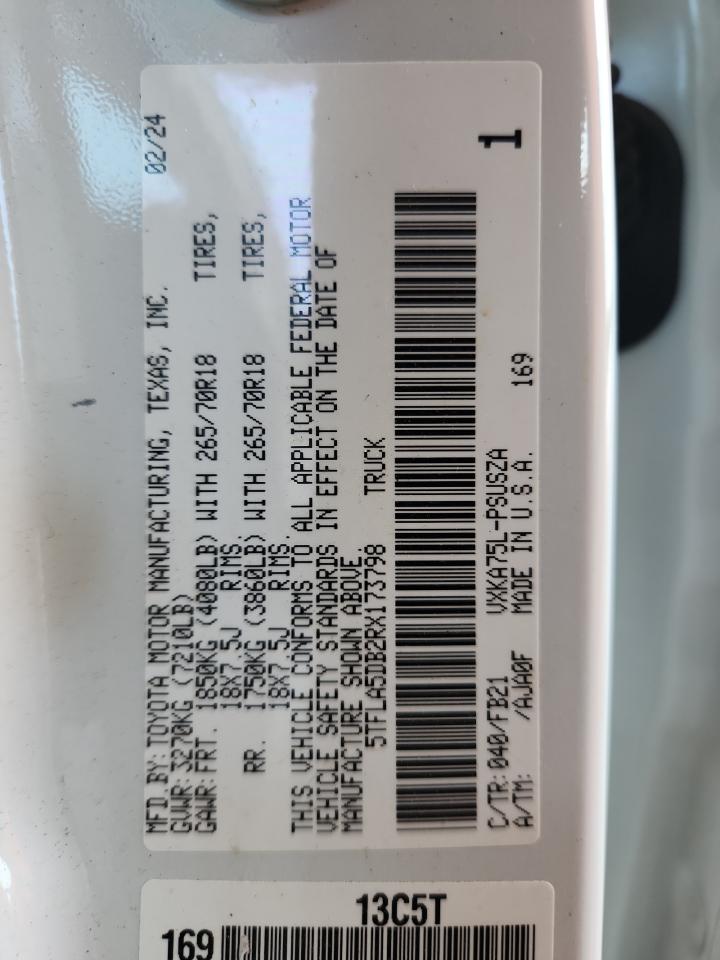 MFD.BY:TOYOTA MOTOR MANUFACTURING, TEXAS, INC. 02/24
GVWR:3270KG (7210LB)
GAWR:FRT. 1850KG (4080LB) WITH 265/70R18 TIRES,
18X7.5J RIMS.
RR. 1750KG (3860LB) WITH 265/70R18 TIRES,
18X7.5J RIMS.
THIS VEHICLE CONFORMS TO ALL APPLICABLE FEDERAL MOTOR
VEHICLE SAFETY STANDARDS IN EFFECT ON THE DATE OF
MANUFACTURE SHOWN ABOVE.
5TFLA5DB2RX173798 TRUCK
C/TR:040/FB21 VXKA75L-PSUSZA 1
A/TM: /AJA0F MADE IN U.S.A. 169
13C5T
169